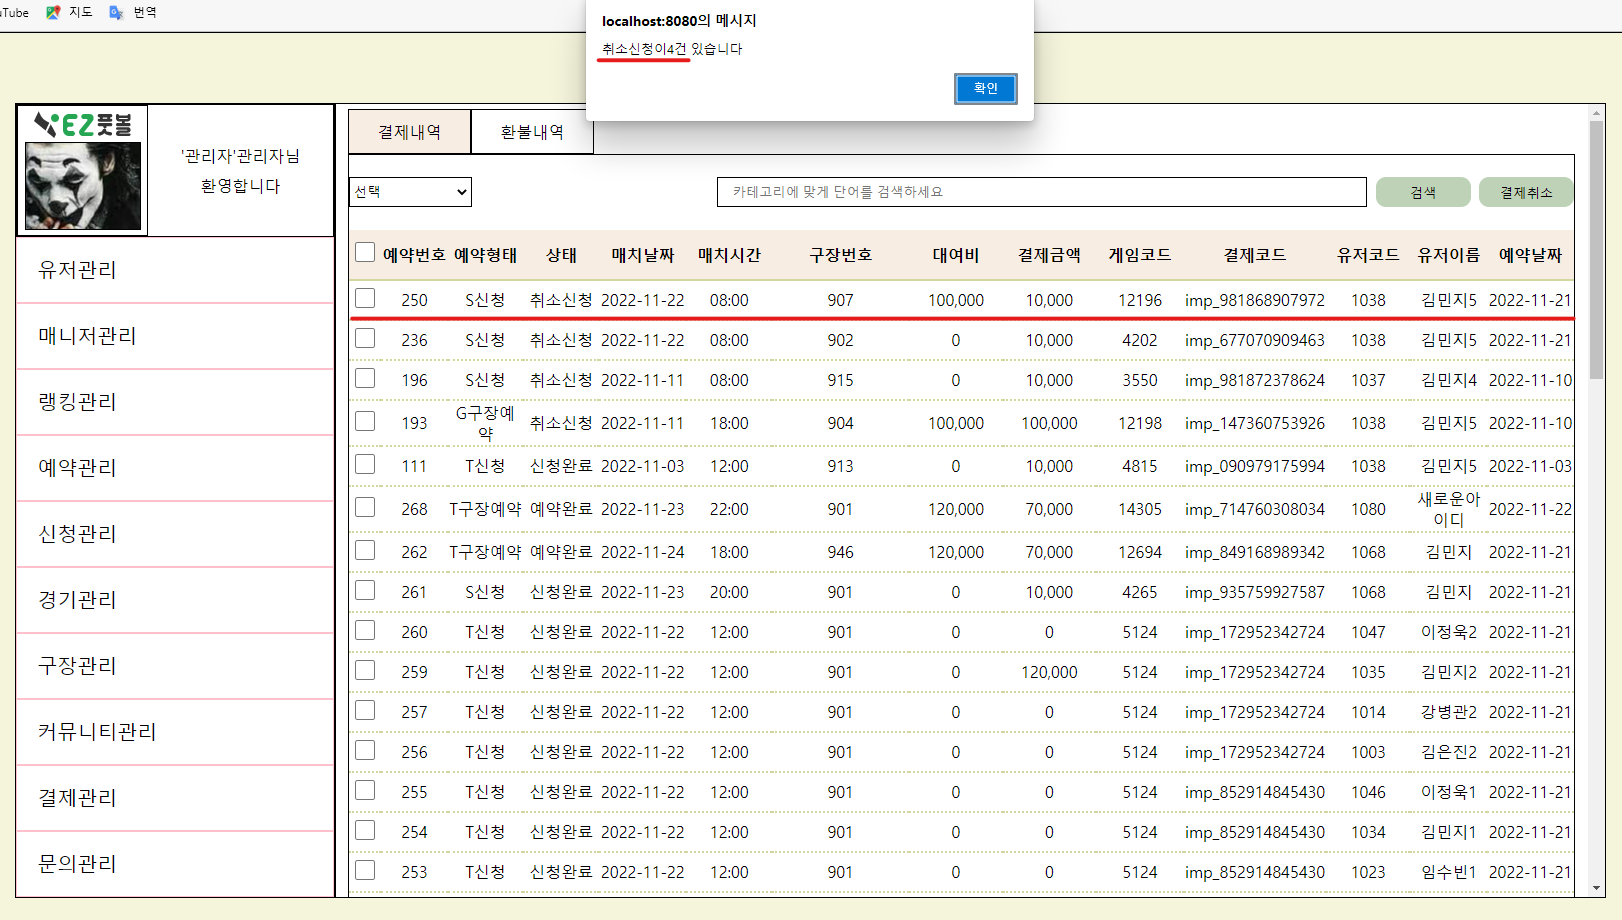 uTube 지도 번역
localhost:8080의 메시지
취소신청이4건 있습니다
확인
EZ풋볼
'관리자'관리자님
환영합니다
유저관리
매니저관리
랭킹관리
예약관리
신청관리
경기관리
구장관리
커뮤니티관리
결제관리
문의관리
결제내역 환불내역
선택 카테고리에 맞게 단어를 검색하세요 검색 결제취소
예약번호 예약형태 상태 매치날짜 매치시간 구장번호 대여비 결제금액 게임코드 결제코드 유저코드 유저이름 예약날짜
250 S신청 취소신청 2022-11-22 08:00 907 100,000 10,000 12196 imp_981868907972 1038 김민지5 2022-11-21
236 S신청 취소신청 2022-11-22 08:00 902 0 10,000 4202 imp_677070909463 1038 김민지5 2022-11-21
196 S신청 취소신청 2022-11-11 08:00 915 0 10,000 3550 imp_981872378624 1037 김민지4 2022-11-10
193 G구장예약 취소신청 2022-11-11 18:00 904 100,000 100,000 12198 imp_147360753926 1038 김민지5 2022-11-10
111 T신청 신청완료 2022-11-03 12:00 913 0 10,000 4815 imp_090979175994 1038 김민지5 2022-11-03
268 T구장예약 예약완료 2022-11-23 22:00 901 120,000 70,000 14305 imp_714760308034 1080 새로운아이디 2022-11-22
262 T구장예약 예약완료 2022-11-24 18:00 946 120,000 70,000 12694 imp_849168989342 1068 김민지 2022-11-21
261 S신청 신청완료 2022-11-23 20:00 901 0 10,000 4265 imp_935759927587 1068 김민지 2022-11-21
260 T신청 신청완료 2022-11-22 12:00 901 0 0 5124 imp_172952342724 1047 이정욱2 2022-11-21
259 T신청 신청완료 2022-11-22 12:00 901 0 120,000 5124 imp_172952342724 1035 김민지2 2022-11-21
257 T신청 신청완료 2022-11-22 12:00 901 0 0 5124 imp_172952342724 1014 강병관2 2022-11-21
256 T신청 신청완료 2022-11-22 12:00 901 0 0 5124 imp_172952342724 1003 김은진2 2022-11-21
255 T신청 신청완료 2022-11-22 12:00 901 0 0 5124 imp_852914845430 1046 이정욱1 2022-11-21
254 T신청 신청완료 2022-11-22 12:00 901 0 0 5124 imp_852914845430 1034 김민지1 2022-11-21
253 T신청 신청완료 2022-11-22 12:00 901 0 0 5124 imp_852914845430 1023 임수빈1 2022-11-21